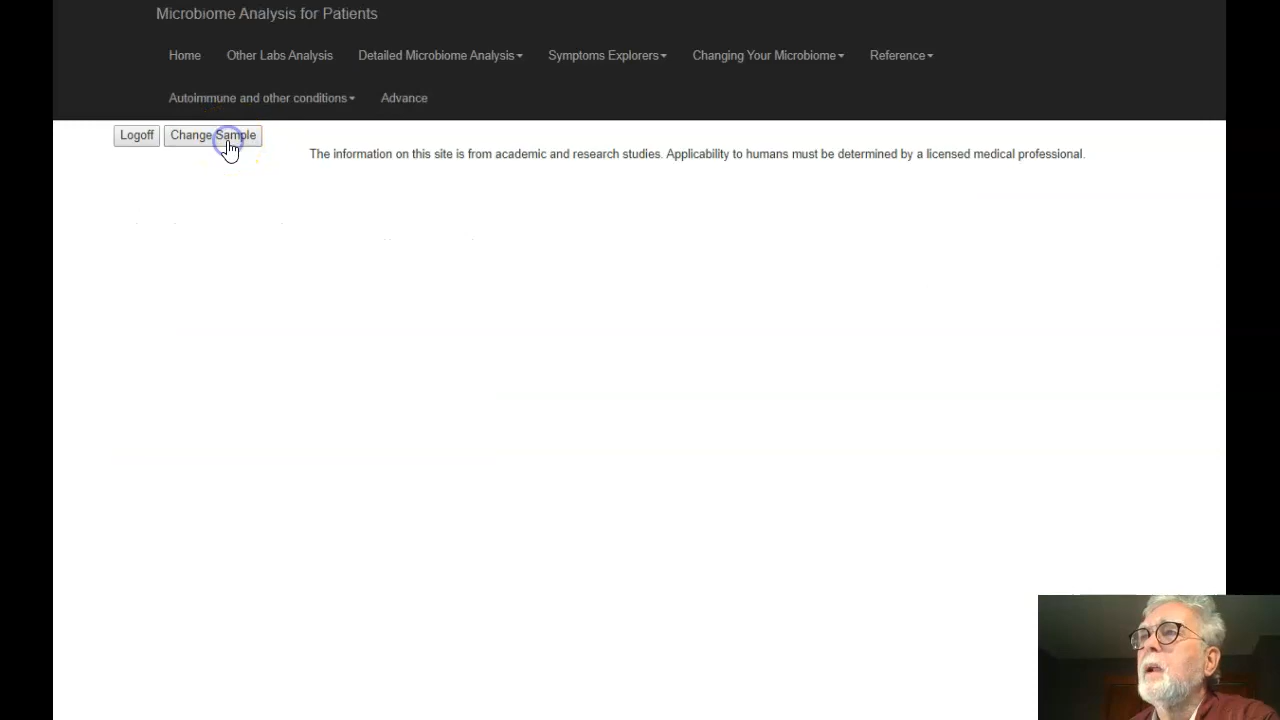 Microbiome Analysis for Patients
Home Other Labs Analysis Detailed Microbiome Analysis Symptoms Explorers Changing Your Microbiome Reference
Autoimmune and other conditions Advance
Logoff Change Sample
The information on this site is from academic and research studies. Applicability to humans must be determined by a licensed medical professional.